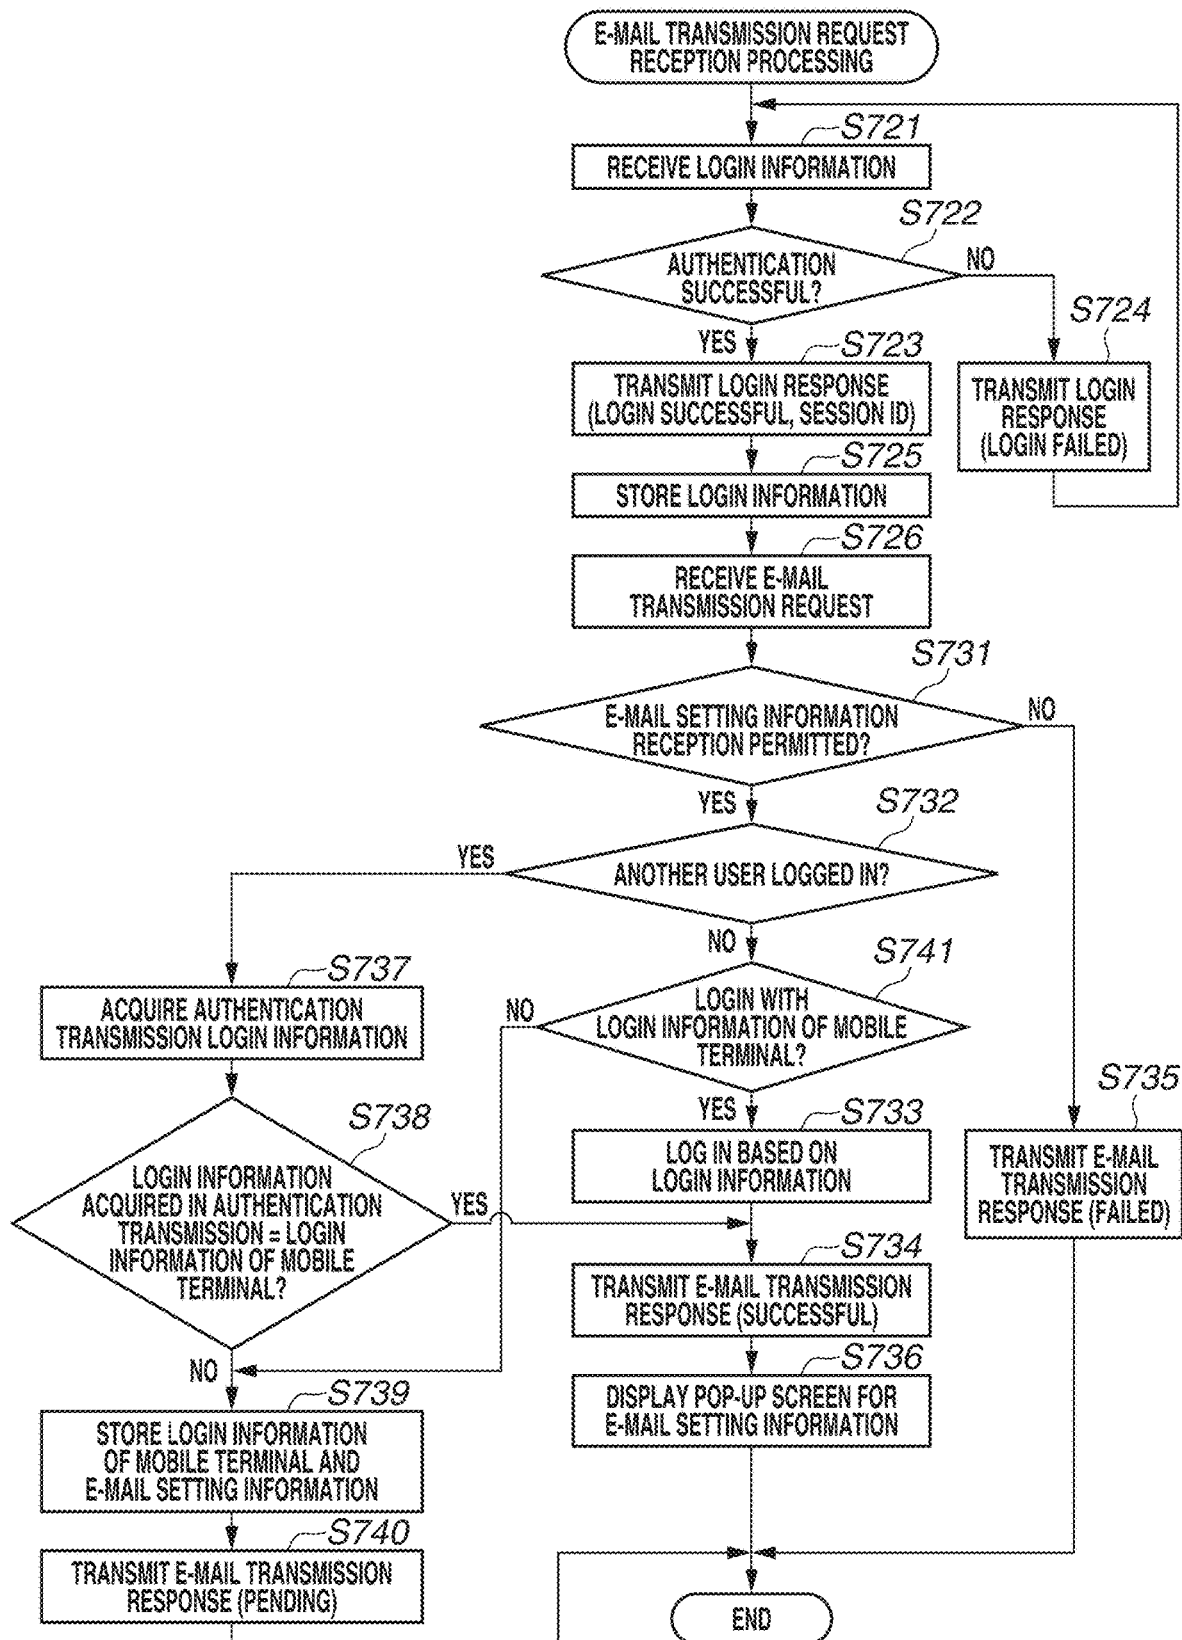 E-MAIL TRANSMISSION REQUEST
RECEPTION PROCESSING
S721
RECEIVE LOGIN INFORMATION
S722
AUTHENTICATION
SUCCESSFUL?
NO
YES
S723
TRANSMIT LOGIN RESPONSE
(LOGIN SUCCESSFUL, SESSION ID)
S724
TRANSMIT LOGIN
RESPONSE
(LOGIN FAILED)
S725
STORE LOGIN INFORMATION
S726
RECEIVE E-MAIL
TRANSMISSION REQUEST
S731
E-MAIL SETTING INFORMATION
RECEPTION PERMITTED?
NO
YES
S732
ANOTHER USER LOGGED IN?
YES
NO
S737
ACQUIRE AUTHENTICATION
TRANSMISSION LOGIN INFORMATION
S741
LOGIN WITH
LOGIN INFORMATION OF MOBILE
TERMINAL?
NO
YES
S738
LOGIN INFORMATION
ACQUIRED IN AUTHENTICATION
TRANSMISSION = LOGIN
INFORMATION OF MOBILE
TERMINAL?
YES
NO
S733
LOG IN BASED ON
LOGIN INFORMATION
S735
TRANSMIT E-MAIL
TRANSMISSION
RESPONSE (FAILED)
S734
TRANSMIT E-MAIL TRANSMISSION
RESPONSE (SUCCESSFUL)
S736
DISPLAY POP-UP SCREEN FOR
E-MAIL SETTING INFORMATION
S739
STORE LOGIN INFORMATION
OF MOBILE TERMINAL AND
E-MAIL SETTING INFORMATION
S740
TRANSMIT E-MAIL TRANSMISSION
RESPONSE (PENDING)
END